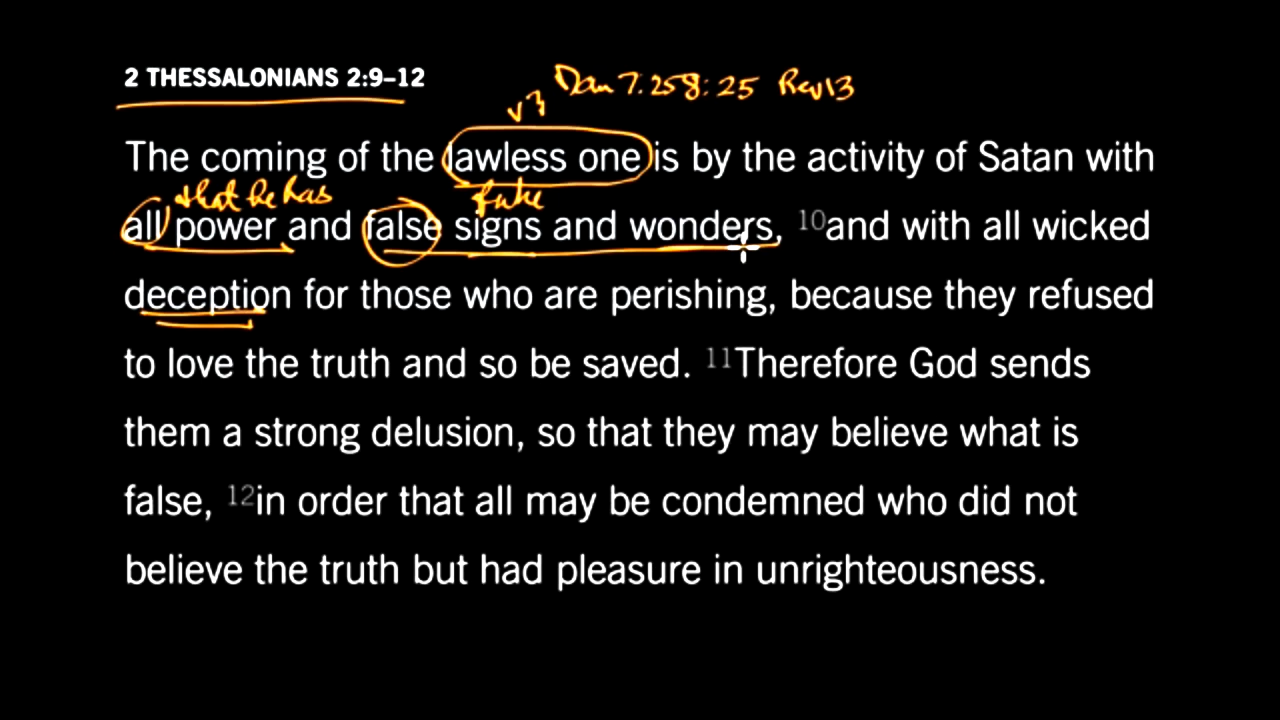 2 THESSALONIANS 2:9–12
Dan 7.25 8:25 Rev 13
v 3
The coming of the lawless one is by the activity of Satan with
that he has fake
all power and false signs and wonders, 10and with all wicked
deception for those who are perishing, because they refused
to love the truth and so be saved. 11Therefore God sends
them a strong delusion, so that they may believe what is
false, 12in order that all may be condemned who did not
believe the truth but had pleasure in unrighteousness.